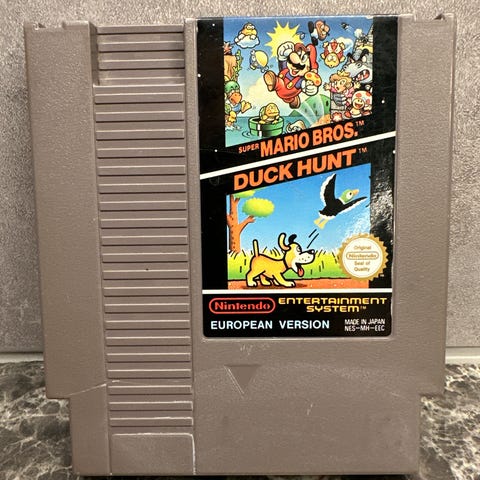 SUPER MARIO BROS.™
DUCK HUNT™
Original
Nintendo
Seal of
Quality
Nintendo ENTERTAINMENT
SYSTEM™
EUROPEAN VERSION
MADE IN JAPAN
NES-MH-EEC